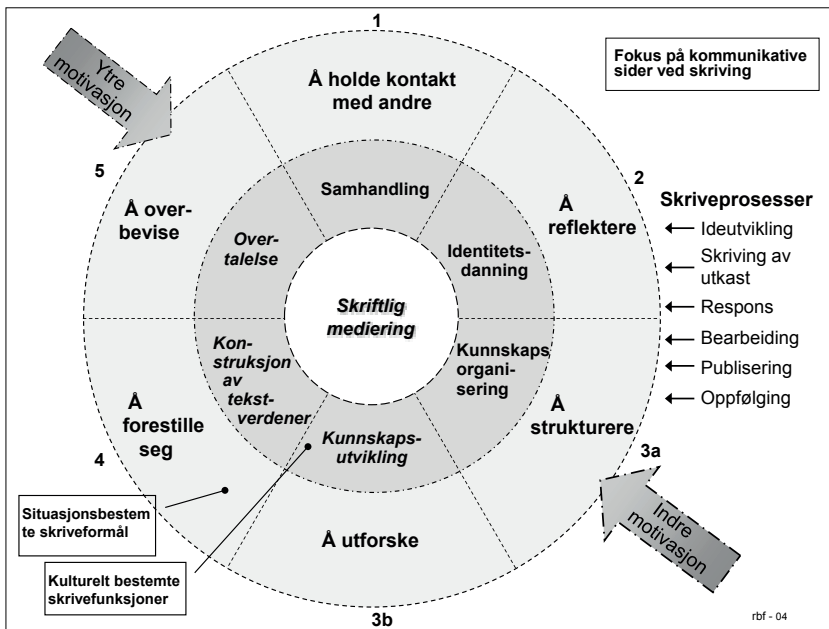 1
Ytre
motivasjon
Å holde kontakt
med andre
Fokus på kommunikative
sider ved skriving
5
Å over-
bevise
Samhandling
2
Å
reflektere
Over-
talelse
Identitets-
danning
Skriveprosesser
Ideutvikling
Skriving av
utkast
Respons
Bearbeiding
Publisering
Oppfølging
Skriftlig
mediering
Kon-
struksjon
av
tekst-
verdener
Kunnskaps
organi-
sering
Å
forestille
seg
4
Kunnskaps-
utvikling
Å
strukturere
3a
Situasjonsbestem
te skriveformål
Å utforske
Indre
motivasjon
Kulturelt bestemte
skrivefunksjoner
3b
rbf - 04